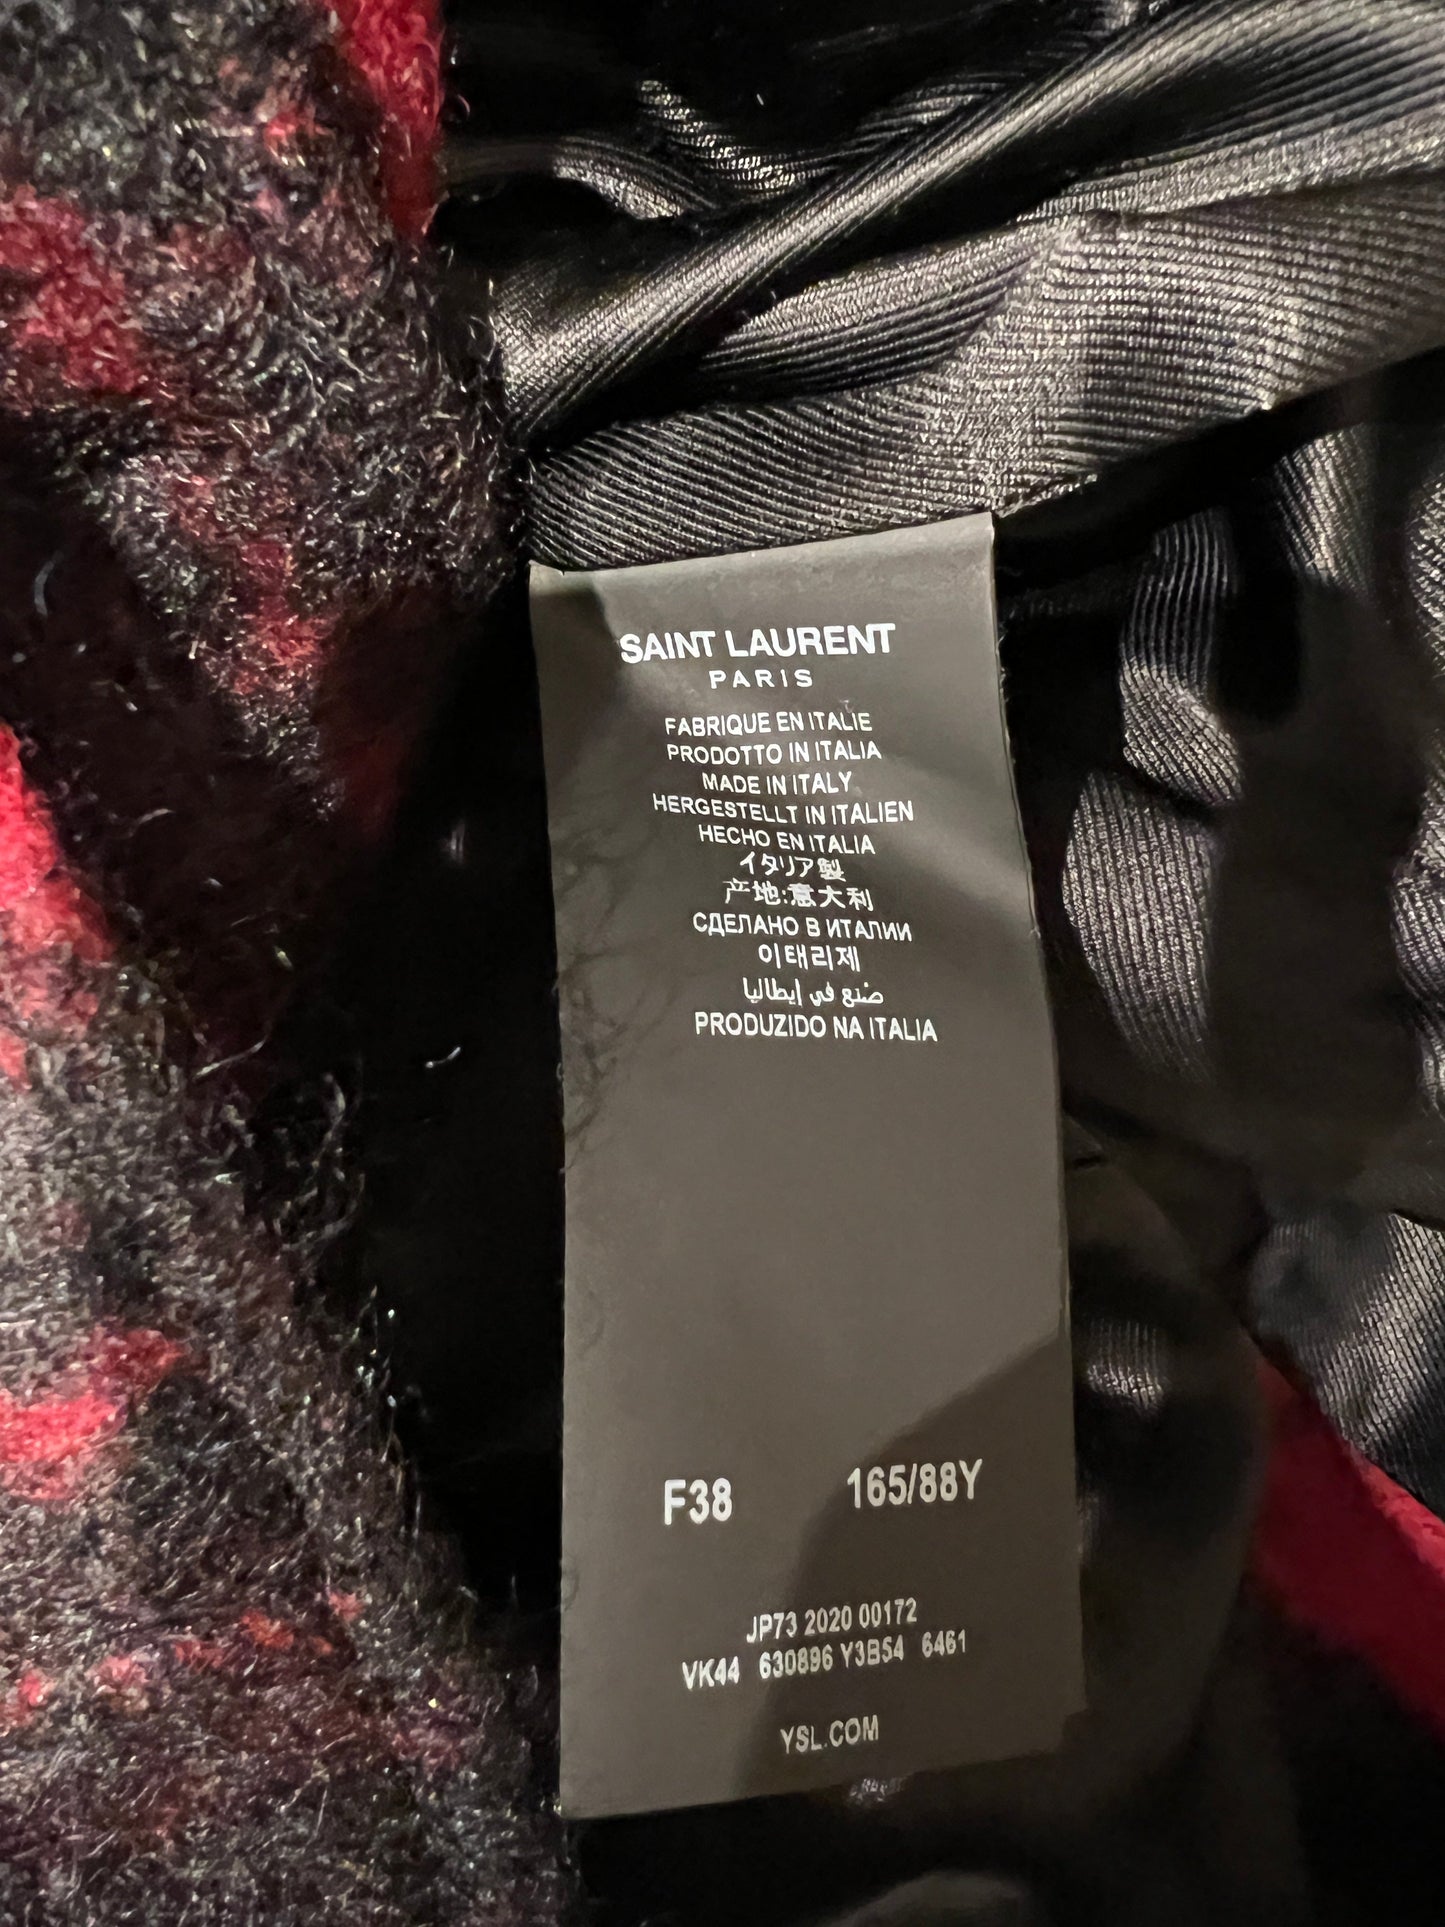 SAINT LAURENT
PARIS
FABRIQUE EN ITALIE
PRODOTTO IN ITALIA
MADE IN ITALY
HERGESTELLT IN ITALIEN
HECHO EN ITALIA
イタリア製
产地:意大利
СДЕЛАНО В ИТАЛИИ
이태리제
صنع في إيطاليا
PRODUZIDO NA ITALIA
F38 165/88Y
JP73 2020 00172
VK44 630896 Y3B54 6461
YSL.COM